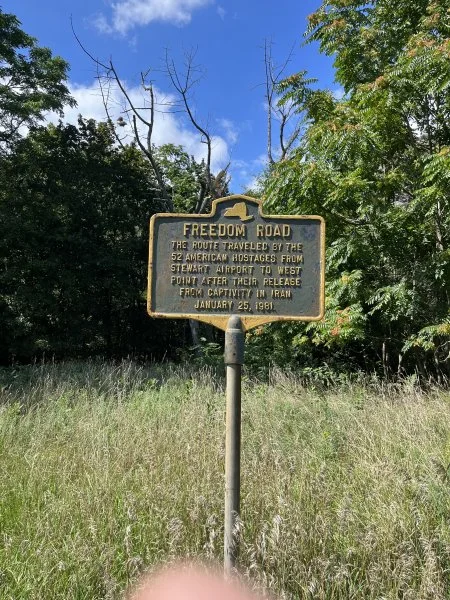 FREEDOM ROAD
THE ROUTE TRAVELED BY THE
52 AMERICAN HOSTAGES FROM
STEWART AIRPORT TO WEST
POINT AFTER THEIR RELEASE
FROM CAPTIVITY IN IRAN
JANUARY 25, 1981.